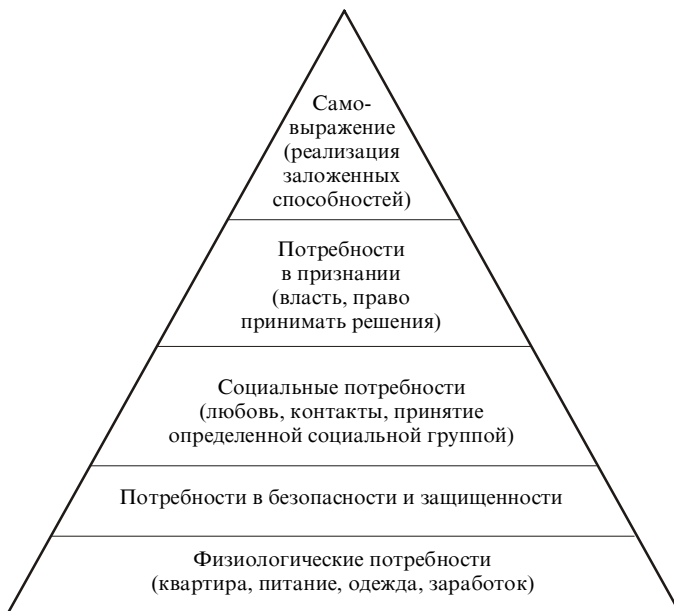 Само-
выражение
(реализация
заложенных
способностей)
Потребности
в признании
(власть, право
принимать решения)
Социальные потребности
(любовь, контакты, принятие
определенной социальной группой)
Потребности в безопасности и защищенности
Физиологические потребности
(квартира, питание, одежда, заработок)